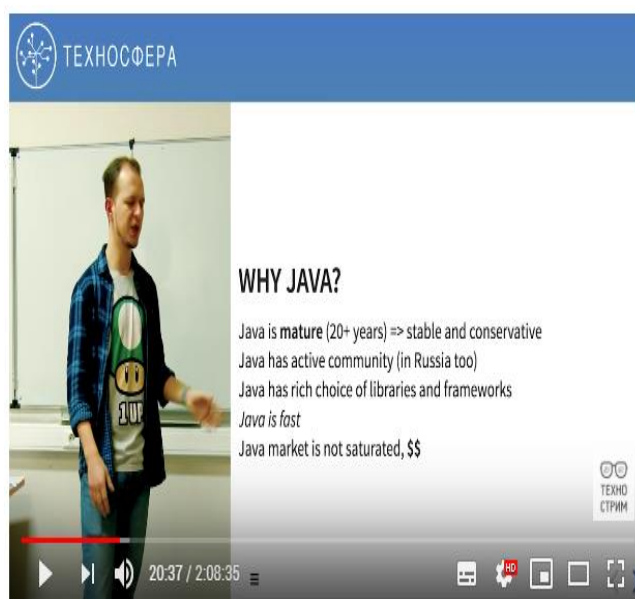 ТЕХНОСФЕРА
WHY JAVA?
Java is mature (20+ years) => stable and conservative
Java has active community (in Russia too)
Java has rich choice of libraries and frameworks
Java is fast
Java market is not saturated, $$
1UP
ТЕХНО
СТРИМ
20:37 / 2:08:35
HD